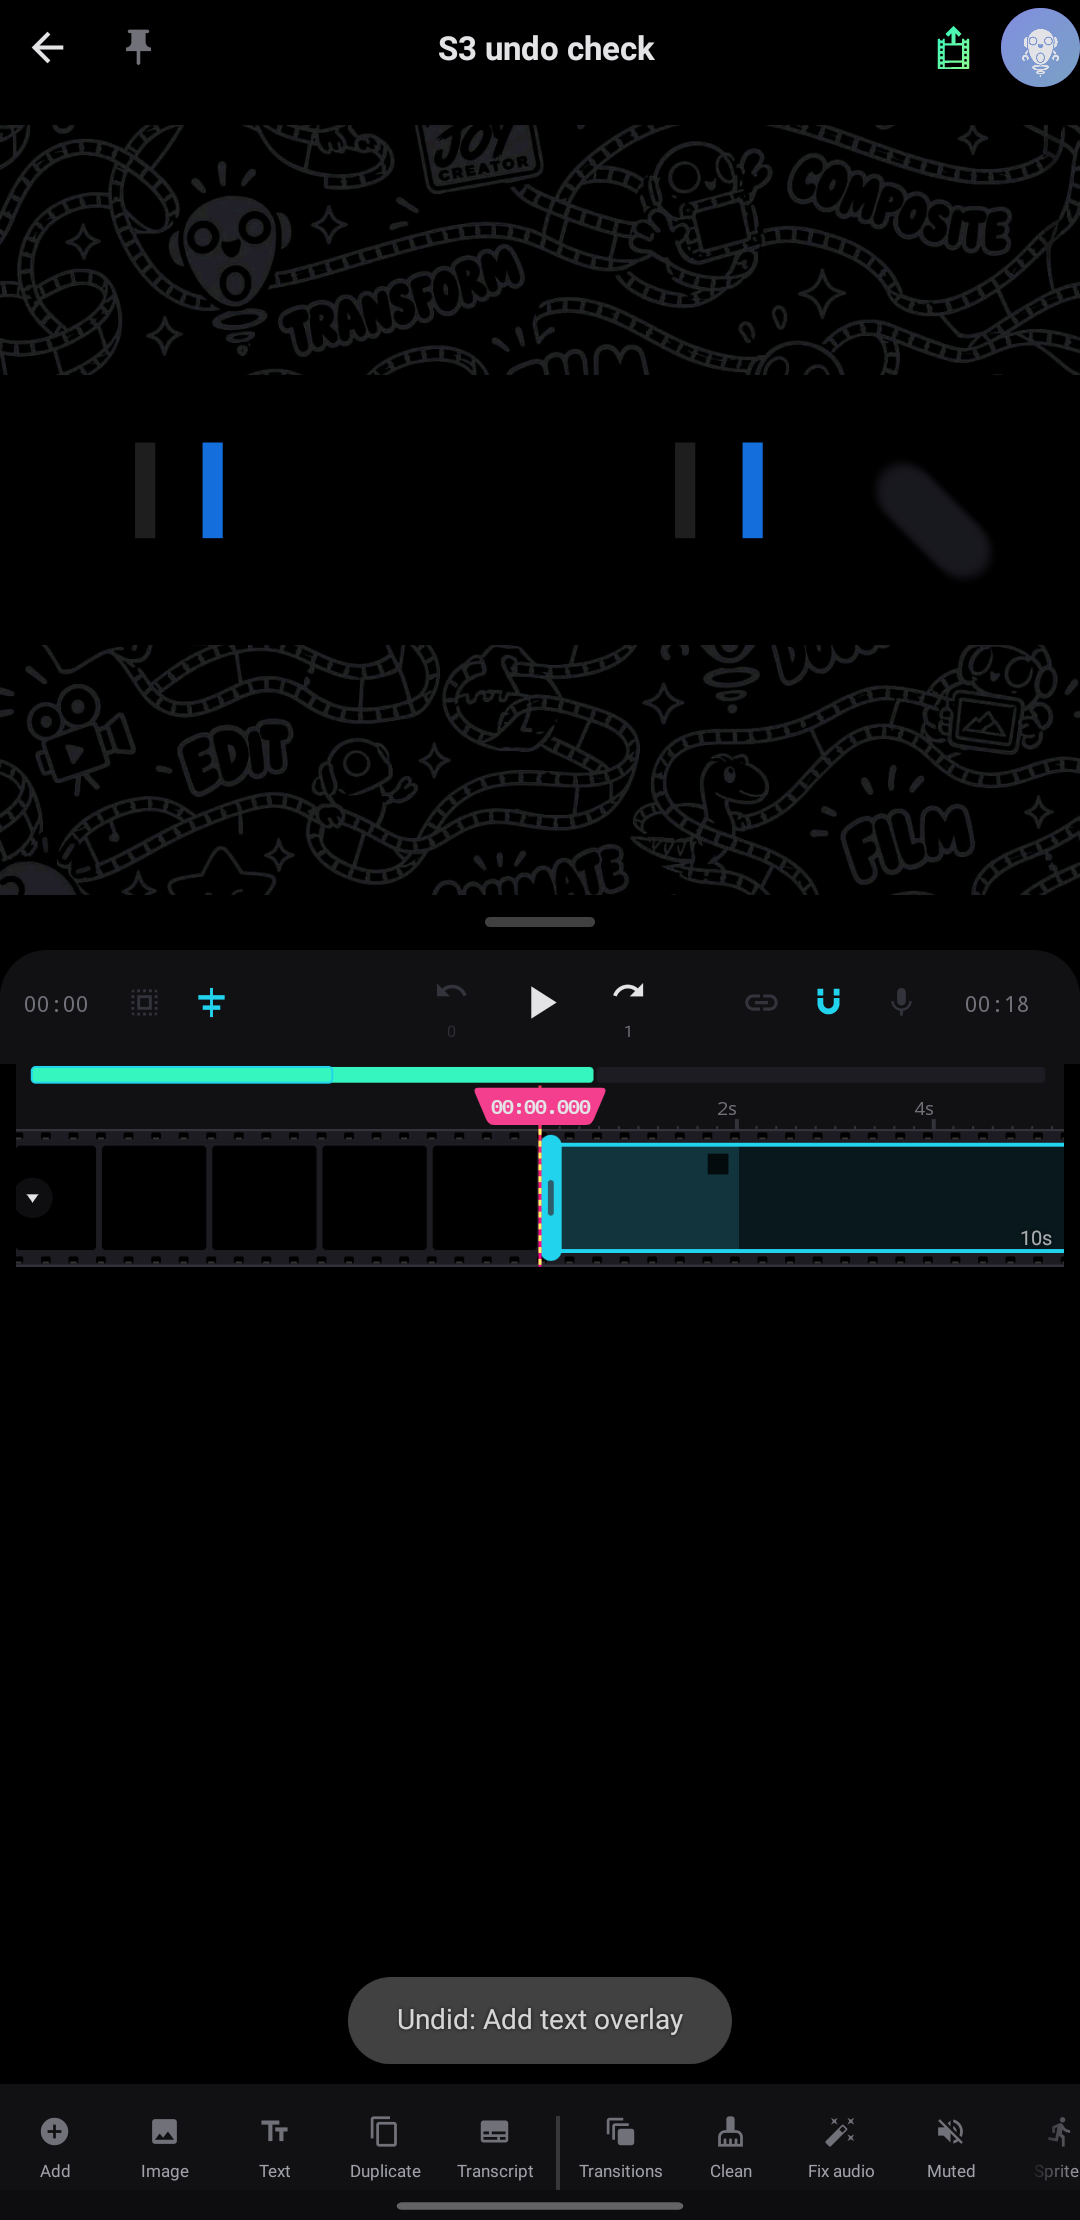 S3 undo check
JOY
CREATOR
COMPOSITE
TRANSFORM
EDIT
FILM
ANIMATE
00:00
0
1
00:18
00:00.000
2s
4s
10s
Undid: Add text overlay
Add
Image
Text
Duplicate
Transcript
Transitions
Clean
Fix audio
Muted
Sprite